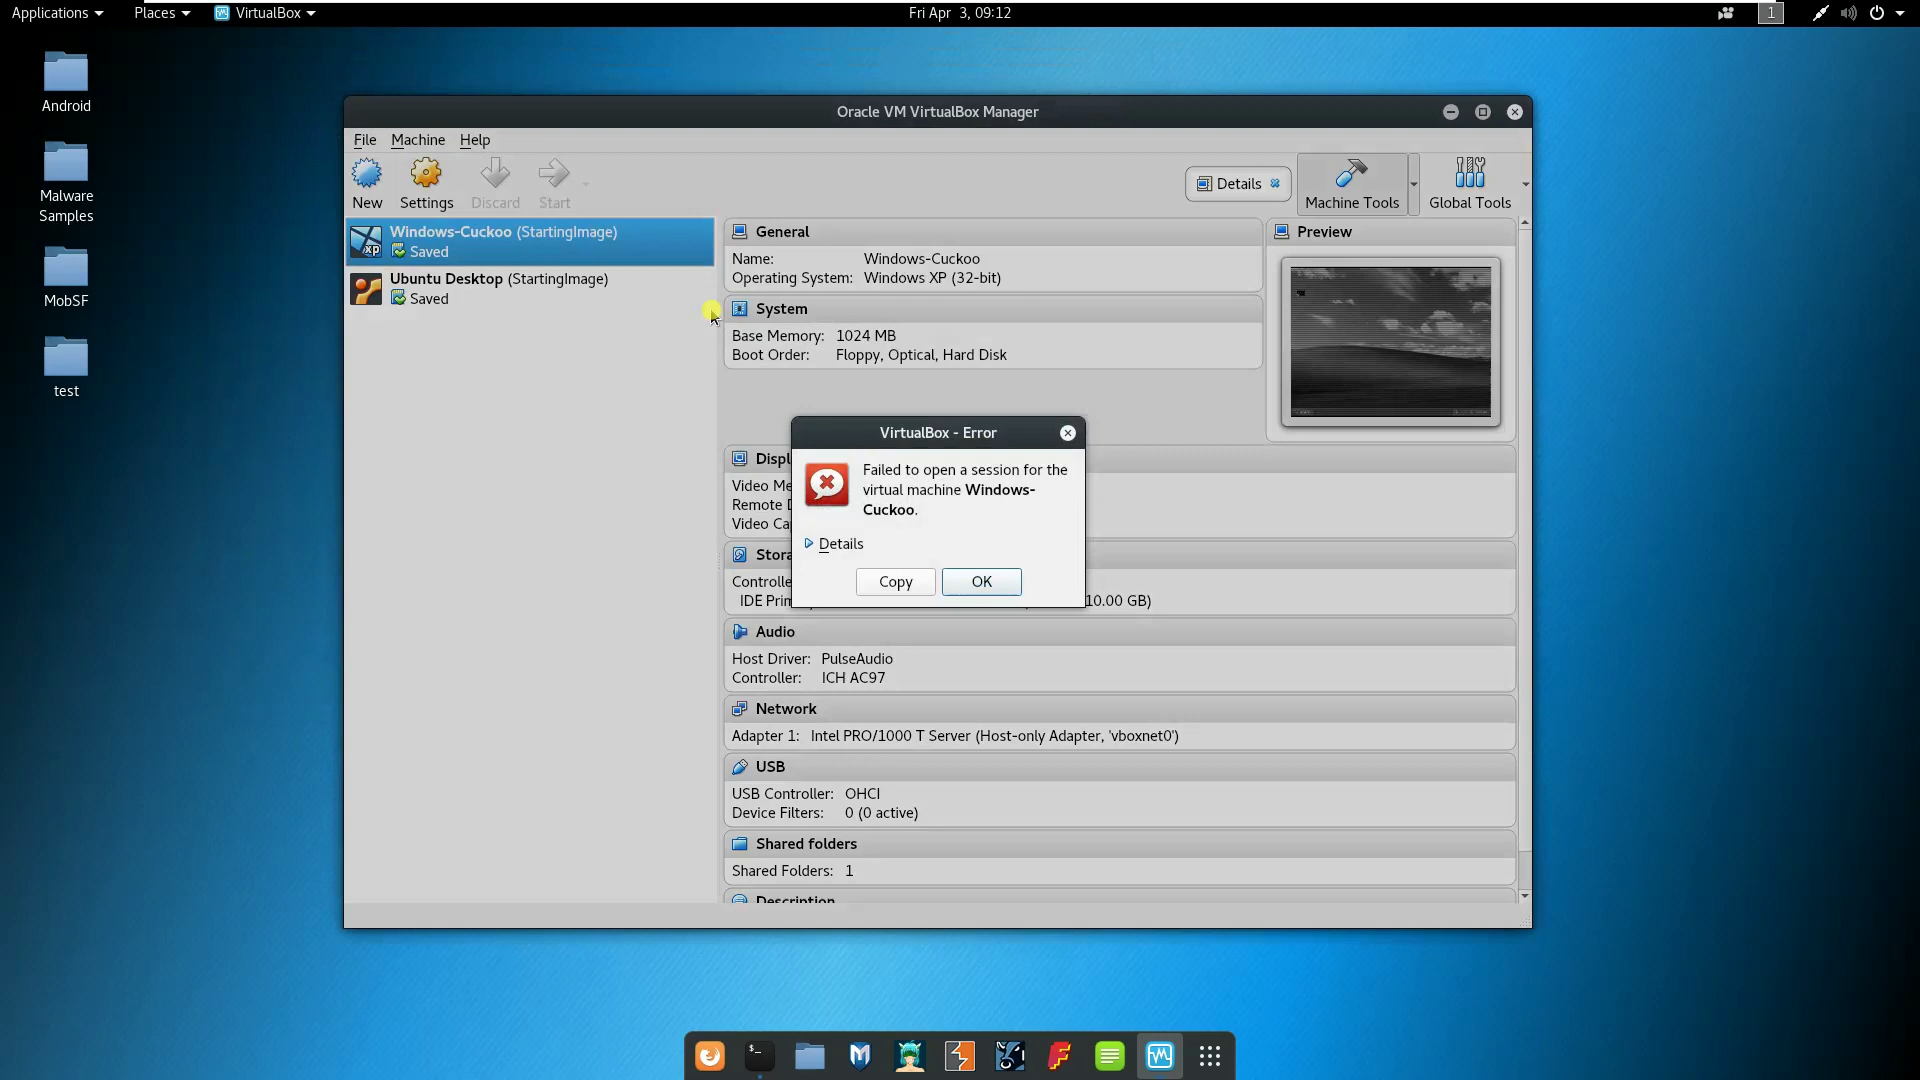 Applications
Places
VirtualBox
Fri Apr 3, 09:12
1
Android
Malware
Samples
MobSF
test
Oracle VM VirtualBox Manager
File
Machine
Help
New
Settings
Discard
Start
Details
Machine Tools
Global Tools
Windows-Cuckoo (StartingImage)
Saved
Ubuntu Desktop (StartingImage)
Saved
General
Name: Windows-Cuckoo
Operating System: Windows XP (32-bit)
System
Base Memory: 1024 MB
Boot Order: Floppy, Optical, Hard Disk
Preview
Displ
Video Me
Remote D
Video Cap
VirtualBox - Error
Failed to open a session for the
virtual machine Windows-
Cuckoo.
Details
Copy
OK
Stora
Controlle
IDE Prim
10.00 GB)
Audio
Host Driver: PulseAudio
Controller: ICH AC97
Network
Adapter 1: Intel PRO/1000 T Server (Host-only Adapter, 'vboxnet0')
USB
USB Controller: OHCI
Device Filters: 0 (0 active)
Shared folders
Shared Folders: 1
Description